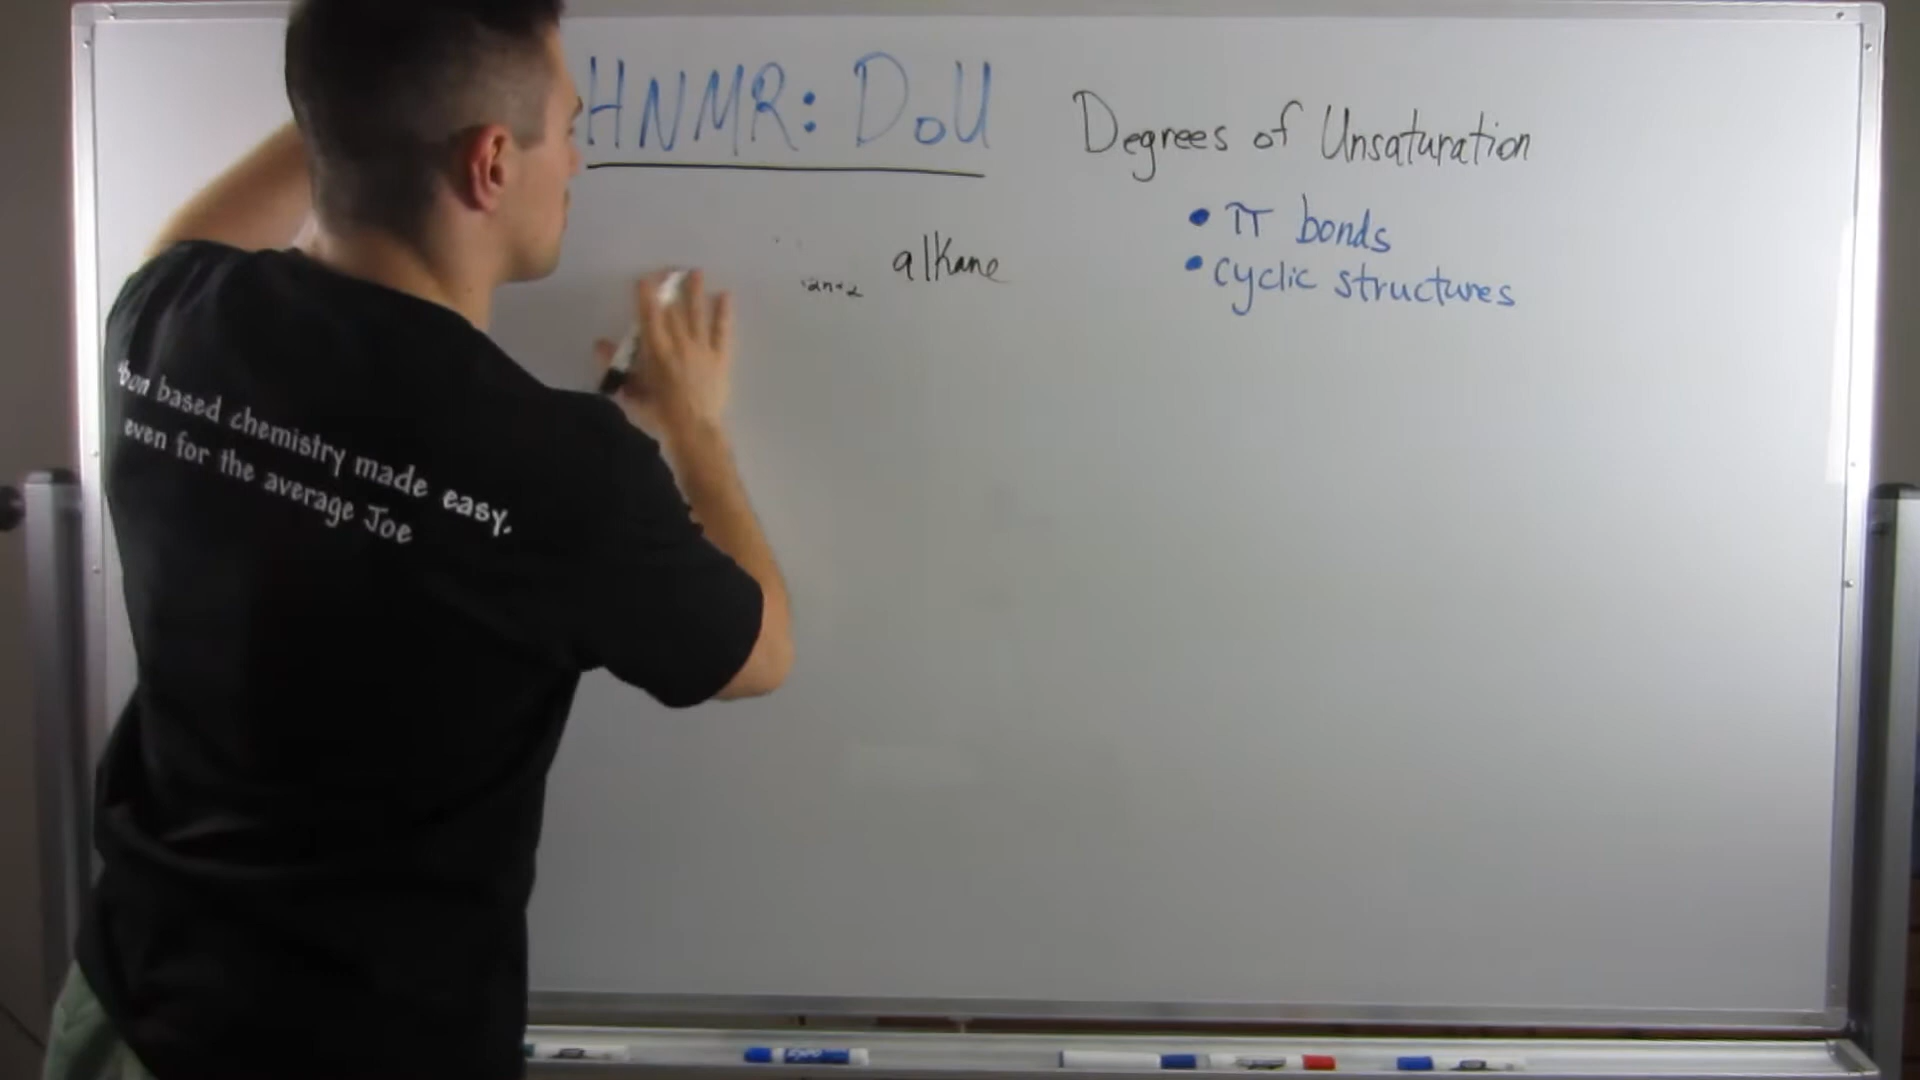 HNMR: DoU
Degrees of Unsaturation
• π bonds
• cyclic structures
alkane
2n+2
bon based chemistry made easy.
even for the average Joe